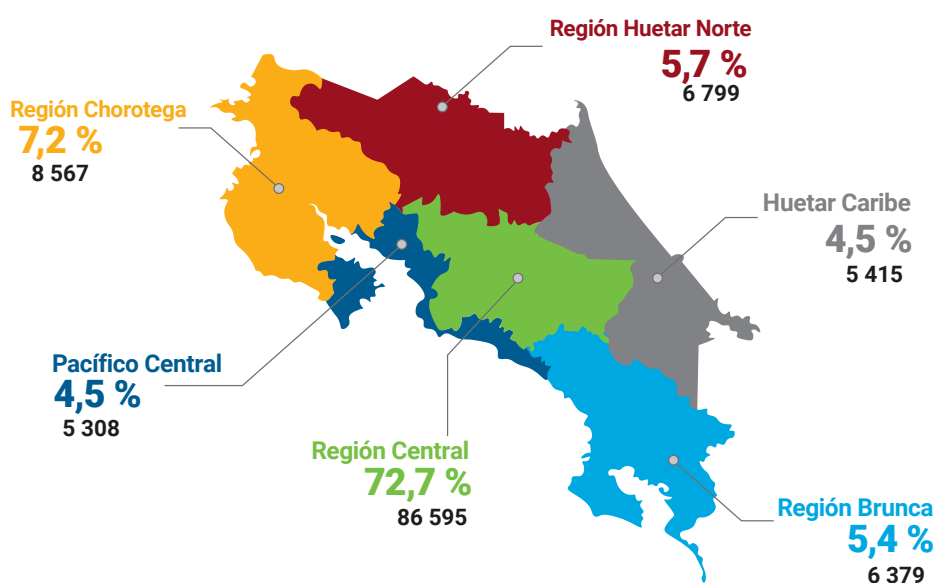 Región Huetar Norte
5,7 %
6 799
Región Chorotega
7,2 %
8 567
Huetar Caribe
4,5 %
5 415
Pacífico Central
4,5 %
5 308
Región Central
72,7 %
86 595
Región Brunca
5,4 %
6 379